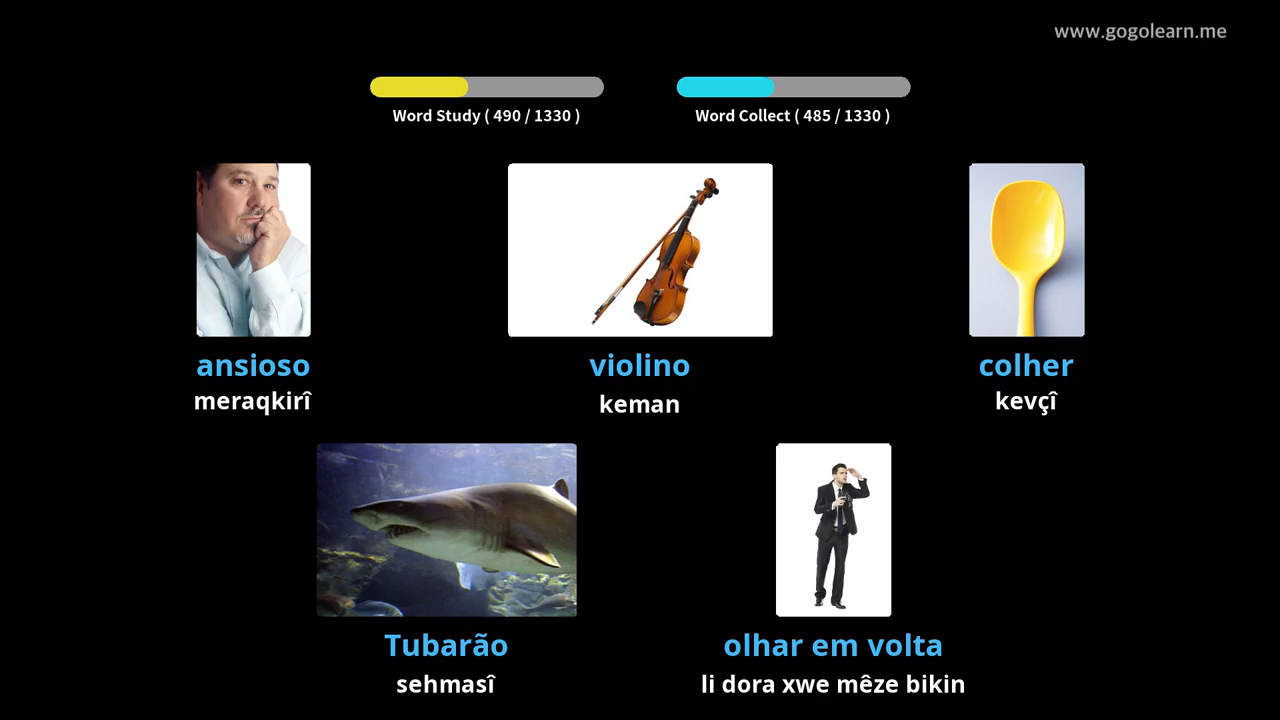 www.gogolearn.me
Word Study ( 490 / 1330 )
Word Collect ( 485 / 1330 )
ansioso
meraqkirî
violino
keman
colher
kevçî
Tubarão
sehmasî
olhar em volta
li dora xwe mêze bikin